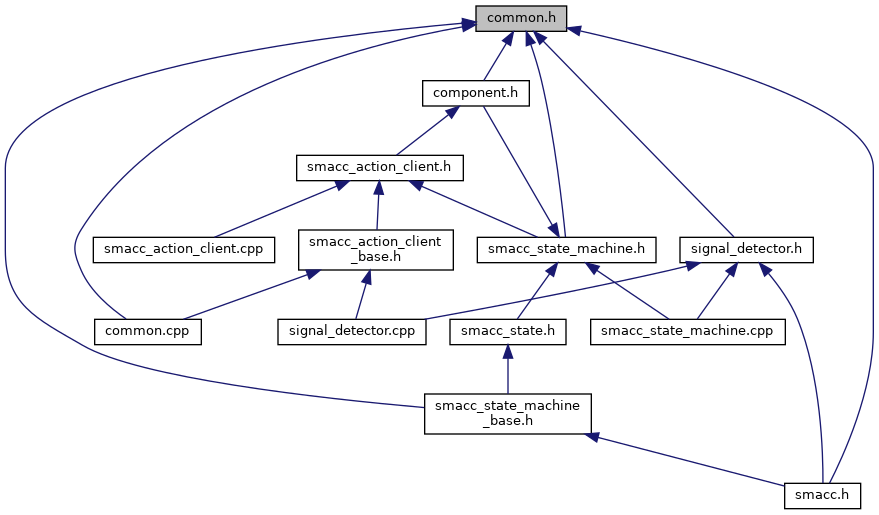 common.h
component.h
smacc_action_client.h
smacc_action_client.cpp
smacc_action_client
_base.h
smacc_state_machine.h
signal_detector.h
common.cpp
signal_detector.cpp
smacc_state.h
smacc_state_machine.cpp
smacc_state_machine
_base.h
smacc.h